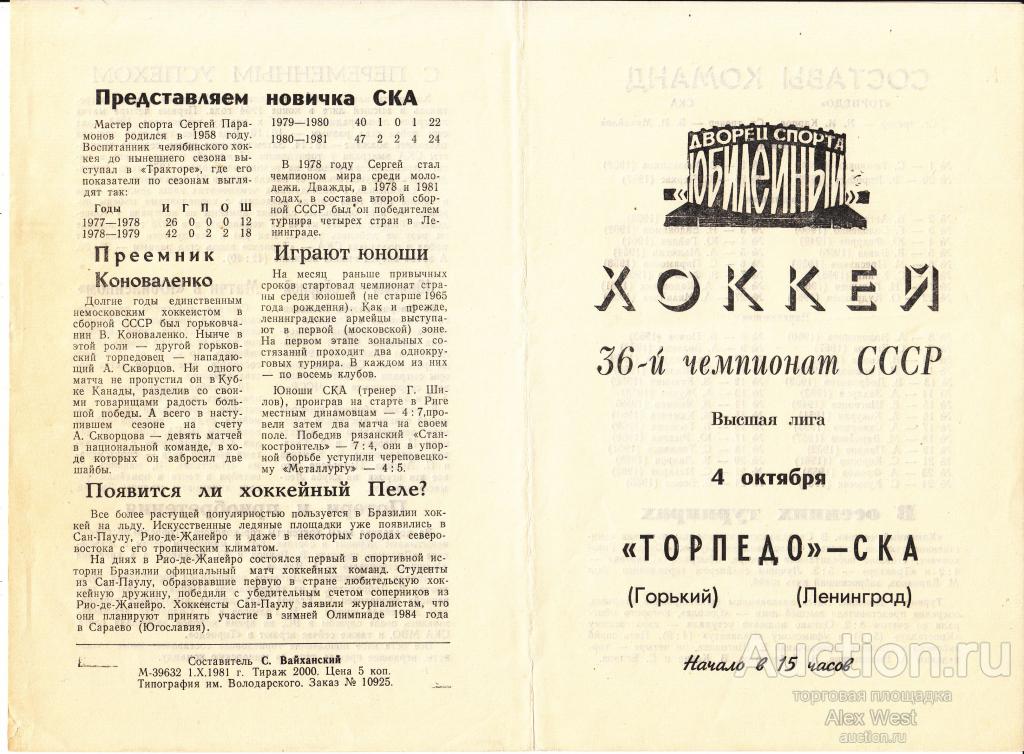 Представляем новичка СКА
Мастер спорта Сергей Пара-
монов родился в 1958 году.
Воспитанник челябинского хок-
кея до нынешнего сезона вы-
ступал в «Тракторе», где его
показатели по сезонам выгля-
дят так:
Годы И Г П О Ш
1977—1978 26 0 0 0 12
1978—1979 42 0 2 2 18
1979—1980 40 1 0 1 22
1980—1981 47 2 2 4 24
В 1978 году Сергей стал
чемпионом мира среди моло-
дежи. Дважды, в 1978 и 1981
годах, в составе второй сбор-
ной СССР был он победителем
турнира четырех стран в Ле-
нинграде.
Преемник
Коноваленко
Долгие годы единственным
немосковским хоккеистом в
сборной СССР был горьковча-
нин В. Коноваленко. Нынче в
этой роли — другой горьков-
ский торпедовец — нападаю-
щий А. Скворцов. Ни одного
матча не пропустил он в Куб-
ке Канады, разделив со свои-
ми товарищами радость боль-
шой победы. А всего в насту-
пившем сезоне на счету
А. Скворцова — девять матчей
в национальной команде, в хо-
де которых он забросил две
шайбы.
Играют юноши
На месяц раньше привычных
сроков стартовал чемпионат стра-
ны среди юношей (не старше 1965
года рождения). Как и прежде,
ленинградские армейцы выступа-
ют в первой (московской) зоне.
На первом этапе зональных со-
стязаний проходит два однокру-
говых турнира. В каждом из них
— по восемь клубов.
Юноши СКА (тренер Г. Ши-
лов), проиграв на старте в Риге
местным динамовцам — 4 : 7, прове-
ли затем два матча на своем
поле. Победив рязанский «Стан-
костроитель» — 7 : 4, они в упор-
ной борьбе уступили череповецко-
му «Металлургу» — 4 : 5.
Появится ли хоккейный Пеле?
Все более растущей популярностью пользуется в Бразилии хок-
кей на льду. Искусственные ледяные площадки уже появились в
Сан-Паулу, Рио-де-Жанейро и даже в некоторых городах северо-
востока с его тропическим климатом.
На днях в Рио-де-Жанейро состоялся первый в спортивной ис-
тории Бразилии официальный матч хоккейных команд. Студенты
из Сан-Паулу, образовавшие первую в стране любительскую хок-
кейную дружину, победили с убедительным счетом соперников из
Рио-де-Жанейро. Хоккеисты Сан-Паулу заявили журналистам, что
они планируют принять участие в зимней Олимпиаде 1984 года
в Сараево (Югославия).
Составитель С. Вайханский
М-39632 1.X.1981 г. Тираж 2000. Цена 5 коп.
Типография им. Володарского. Заказ № 10925.
ДВОРЕЦ СПОРТА
«ЮБИЛЕЙНЫЙ»
ХОККЕЙ
36-й чемпионат СССР
Высшая лига
4 октября
«ТОРПЕДО»—СКА
(Горький) (Ленинград)
Начало в 15 часов
Auction.ru
торговая площадка
Alex West
auction.ru